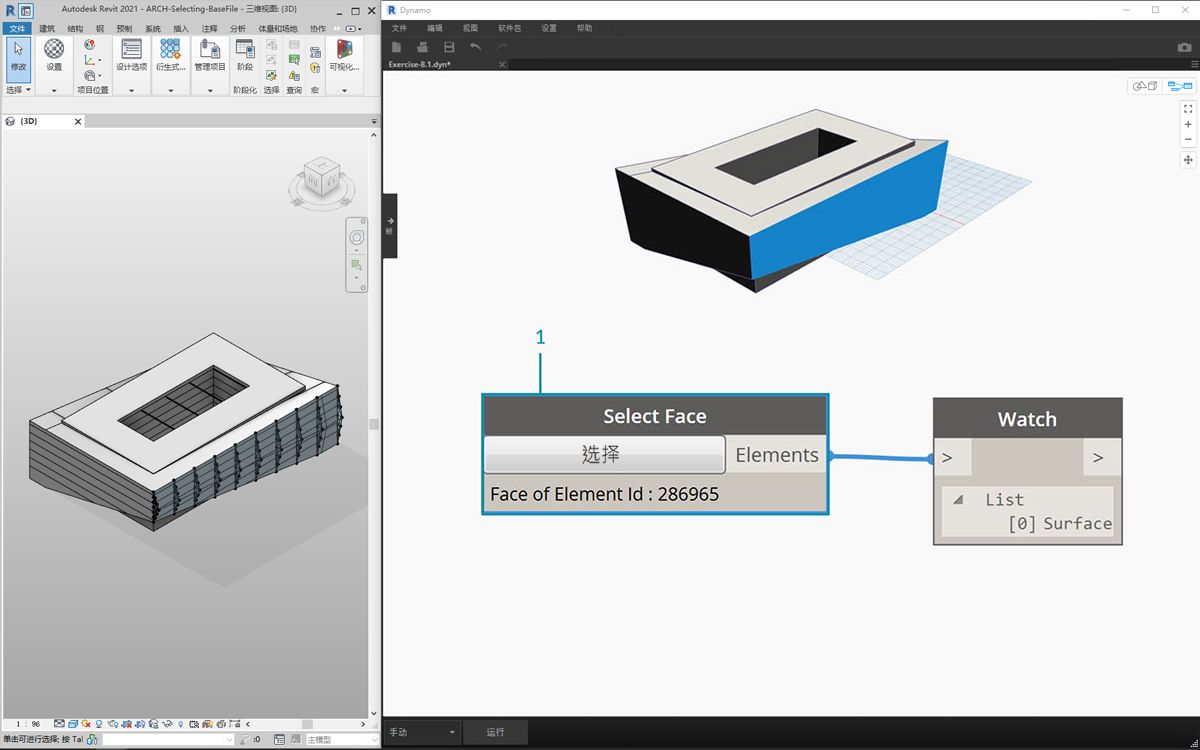 Autodesk Revit 2021 - ARCH-Selecting-BaseFile - 三维视图: {3D}
文件 建筑 结构 钢 预制 系统 插入 注释 分析 体量和场地 协作
修改 设置 设计选项 衍生式... 管理项目 阶段 可视化...
选择 项目位置 阶段化 选择 查询 宏
{3D}
1 : 96
单击可进行选择; 按 Tal
:0
主模型
Dynamo
文件 编辑 视图 软件包 设置 帮助
Exercise-8.1.dyn*
1
Select Face
选择
Elements
Face of Element Id : 286965
Watch
> >
List
[0] Surface
手动 运行